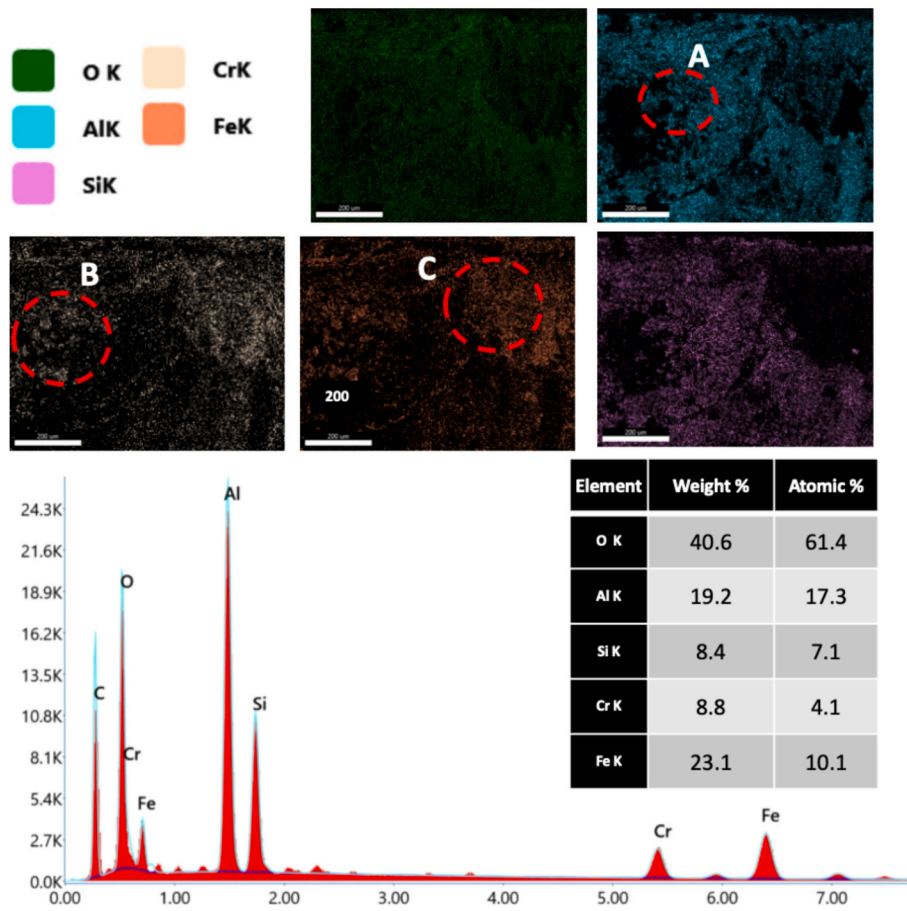 O K CrK
AlK FeK
SiK
A
200 um
200 um
B
C
200
200 um
200 um
200 um
Element Weight % Atomic %
O K 40.6 61.4
Al K 19.2 17.3
Si K 8.4 7.1
Cr K 8.8 4.1
Fe K 23.1 10.1
24.3K
21.6K
18.9K
16.2K
13.5K
10.8K
8.1K
5.4K
2.7K
0.0K
Al
O
C
Si
Cr
Fe
Cr
Fe
0.00 1.00 2.00 3.00 4.00 5.00 6.00 7.00